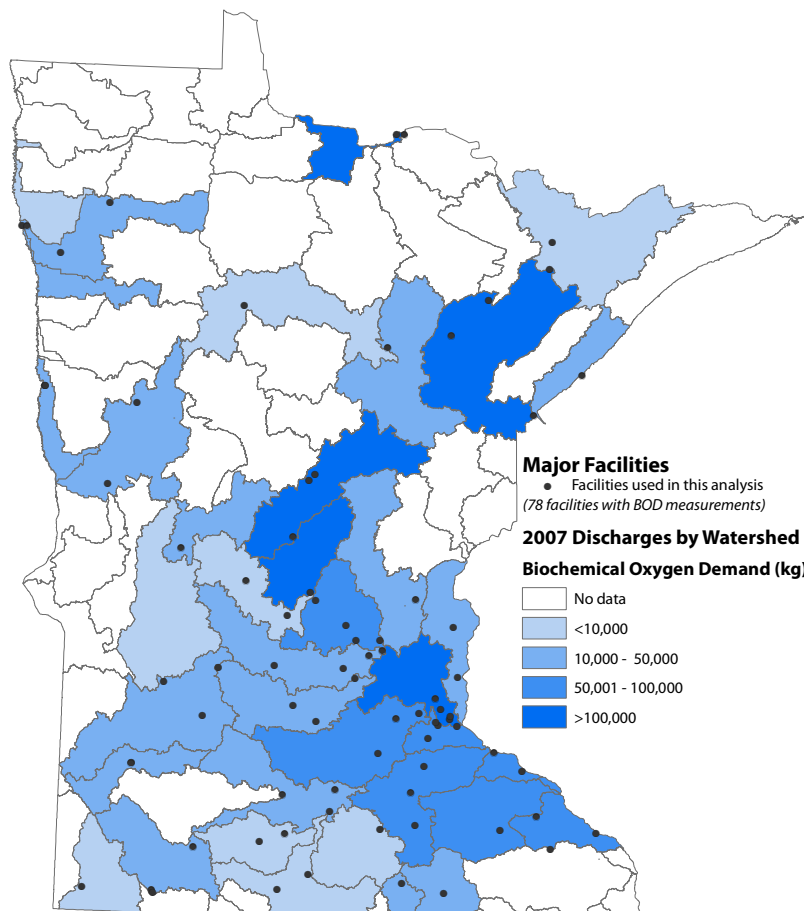 Major Facilities
Facilities used in this analysis
(78 facilities with BOD measurements)
2007 Discharges by Watershed
Biochemical Oxygen Demand (kg)
No data
<10,000
10,000 - 50,000
50,001 - 100,000
>100,000